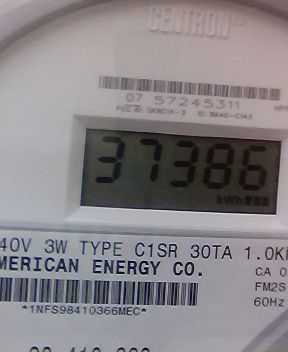 CENTRON®
07 57245311
37386
kWh
40V 3W TYPE C1SR 30TA 1.0K
MERICAN ENERGY CO.
CA 0
FM2S
60Hz
*1NFS98410366MEC*